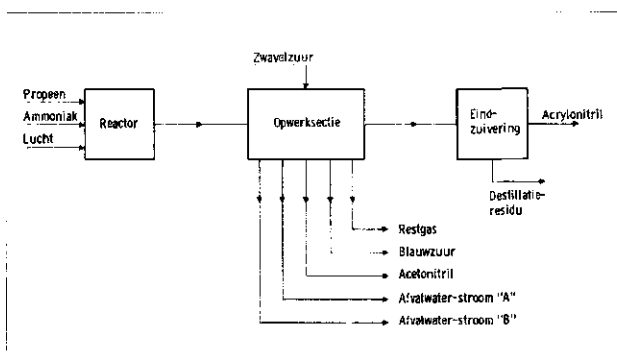 Zwavelzuur
Propeen
Ammoniak
Lucht
Reactor
Opwerksectie
Eind-
zuivering
Acrylonitril
Destillatie-
residu
Restgas
Blauwzuur
Acetonitril
Afvalwater-stroom "A"
Afvalwater-stroom "B"